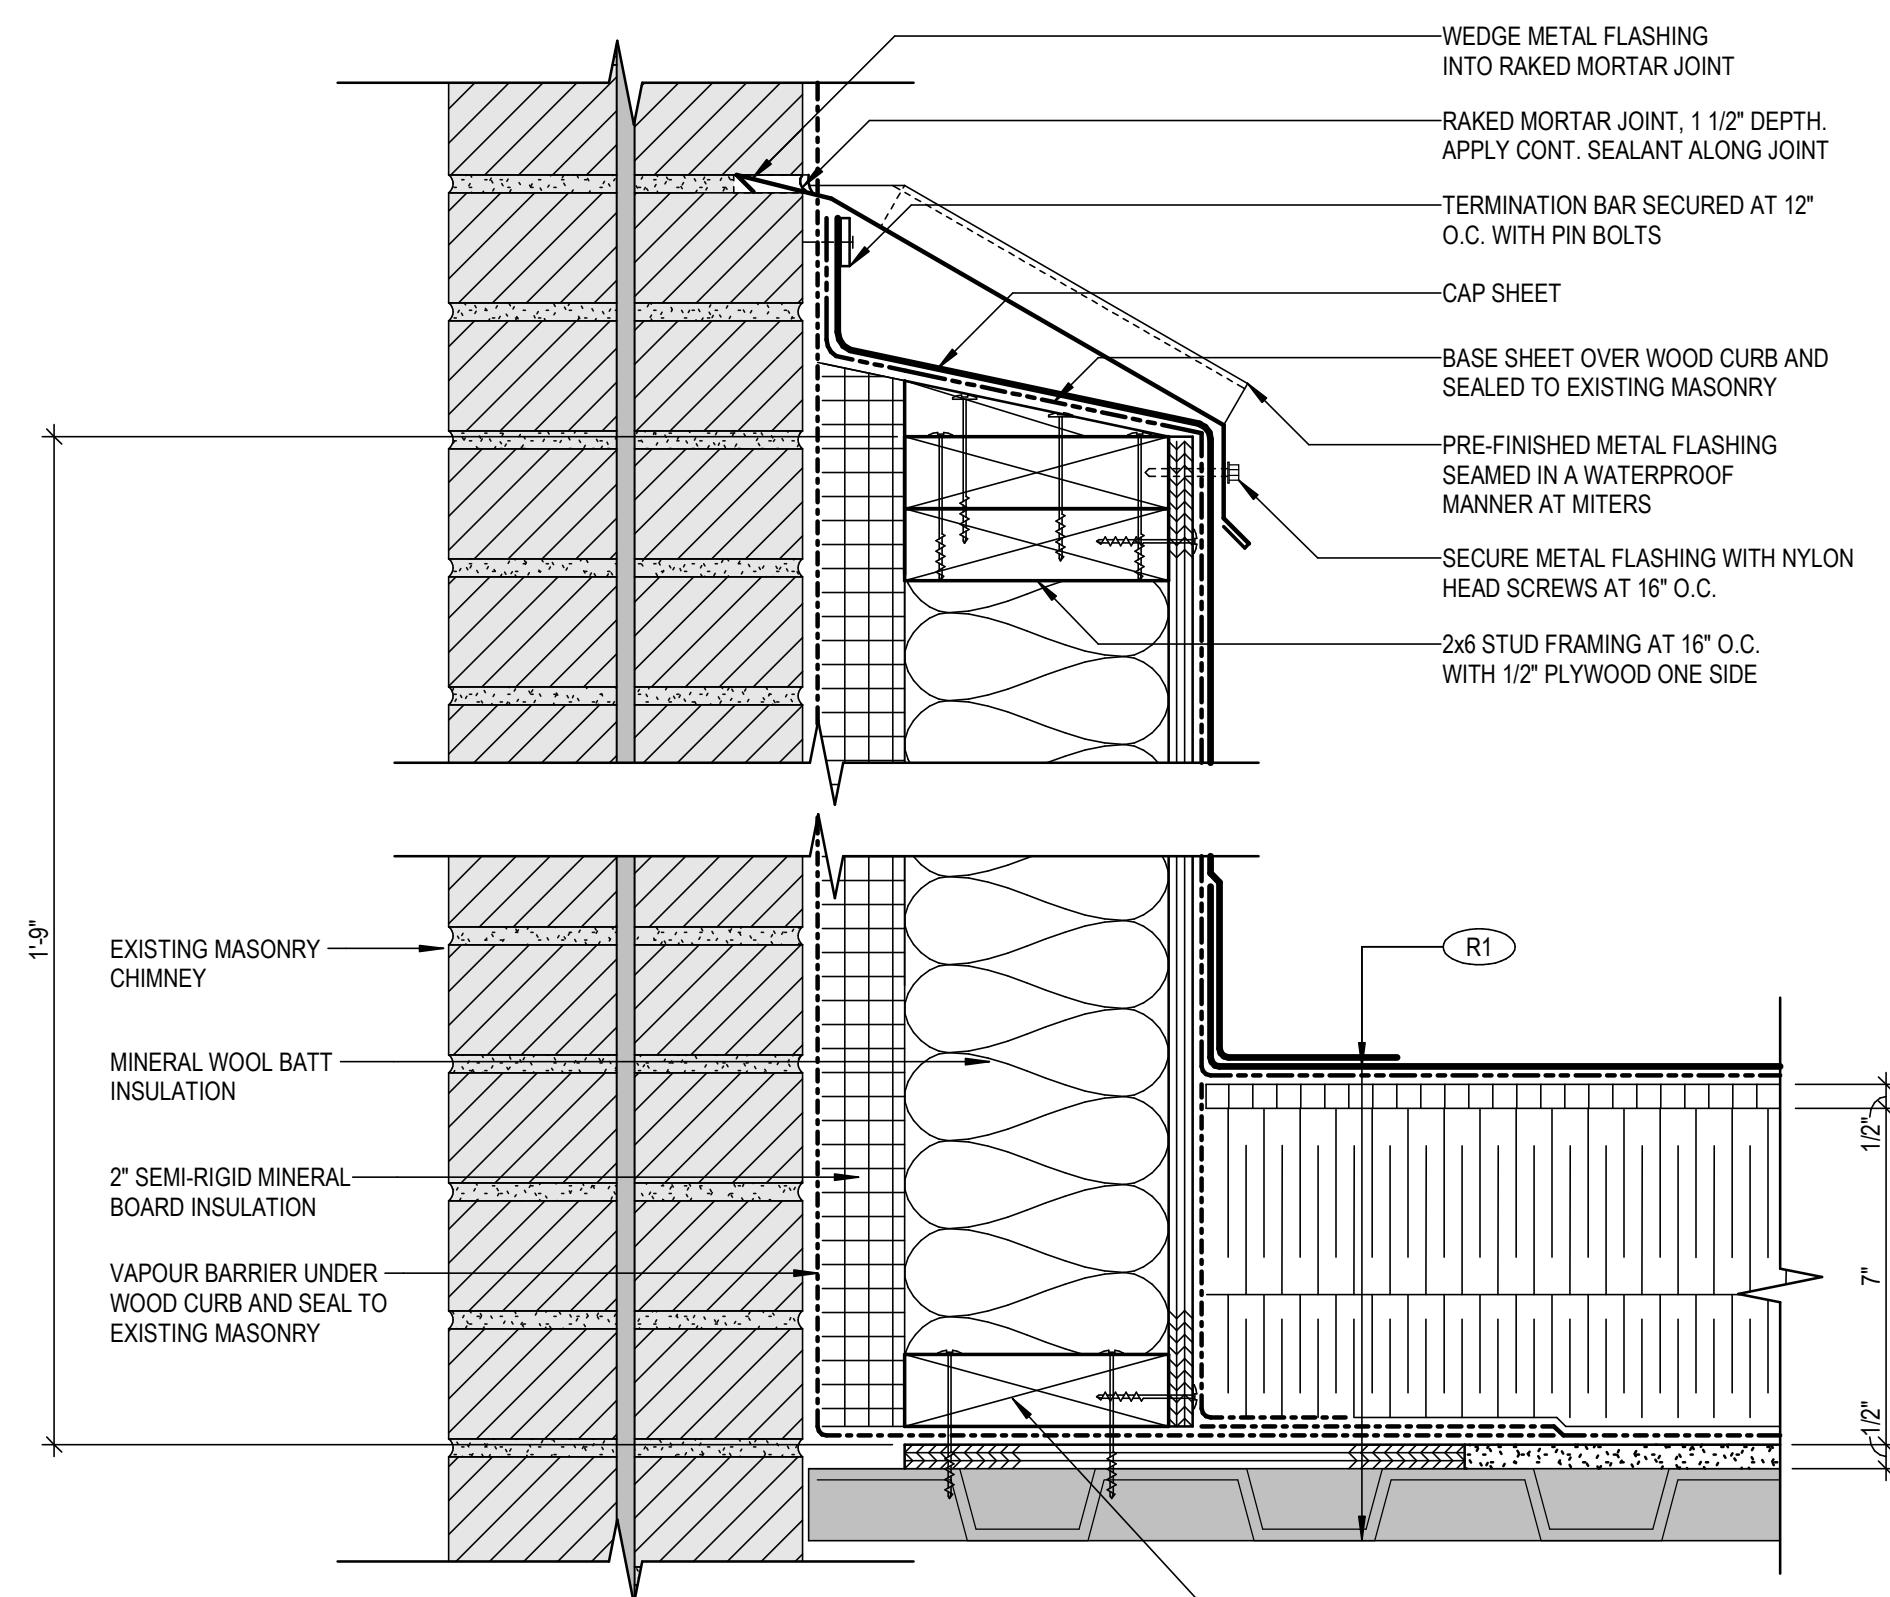 WEDGE METAL FLASHING
INTO RAKED MORTAR JOINT
RAKED MORTAR JOINT, 1 1/2" DEPTH.
APPLY CONT. SEALANT ALONG JOINT
TERMINATION BAR SECURED AT 12"
O.C. WITH PIN BOLTS
CAP SHEET
BASE SHEET OVER WOOD CURB AND
SEALED TO EXISTING MASONRY
PRE-FINISHED METAL FLASHING
SEAMED IN A WATERPROOF
MANNER AT MITERS
SECURE METAL FLASHING WITH NYLON
HEAD SCREWS AT 16" O.C.
2x6 STUD FRAMING AT 16" O.C.
WITH 1/2" PLYWOOD ONE SIDE
1'-9"
EXISTING MASONRY
CHIMNEY
MINERAL WOOL BATT
INSULATION
2" SEMI-RIGID MINERAL
BOARD INSULATION
VAPOUR BARRIER UNDER
WOOD CURB AND SEAL TO
EXISTING MASONRY
R1
1/2"
7"
1/2"